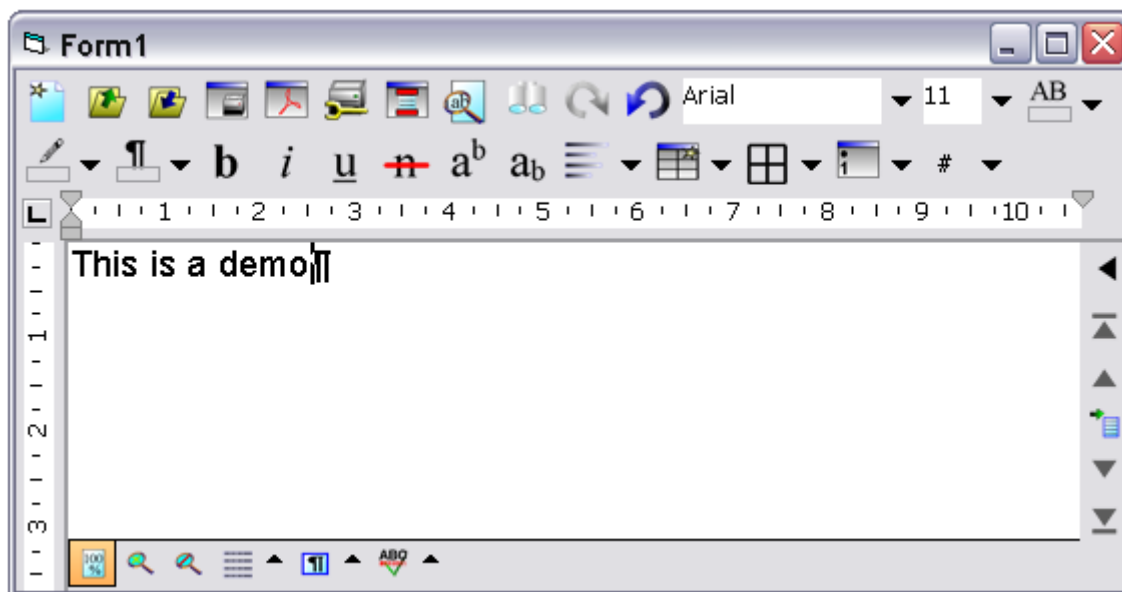 Form1
Arial 11 AB
b i u n a^b a_b #
1 2 3 4 5 6 7 8 9 10
This is a demo¶
1
2
3
100 %
ABC